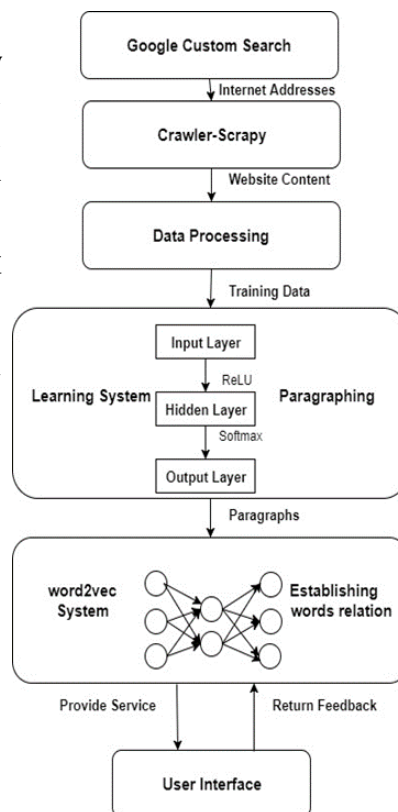 Google Custom Search
Internet Addresses
Crawler-Scrapy
Website Content
Data Processing
Training Data
Input Layer
ReLU
Learning System
Paragraphing
Hidden Layer
Softmax
Output Layer
Paragraphs
word2vec
System
Establishing
words relation
Provide Service
Return Feedback
User Interface